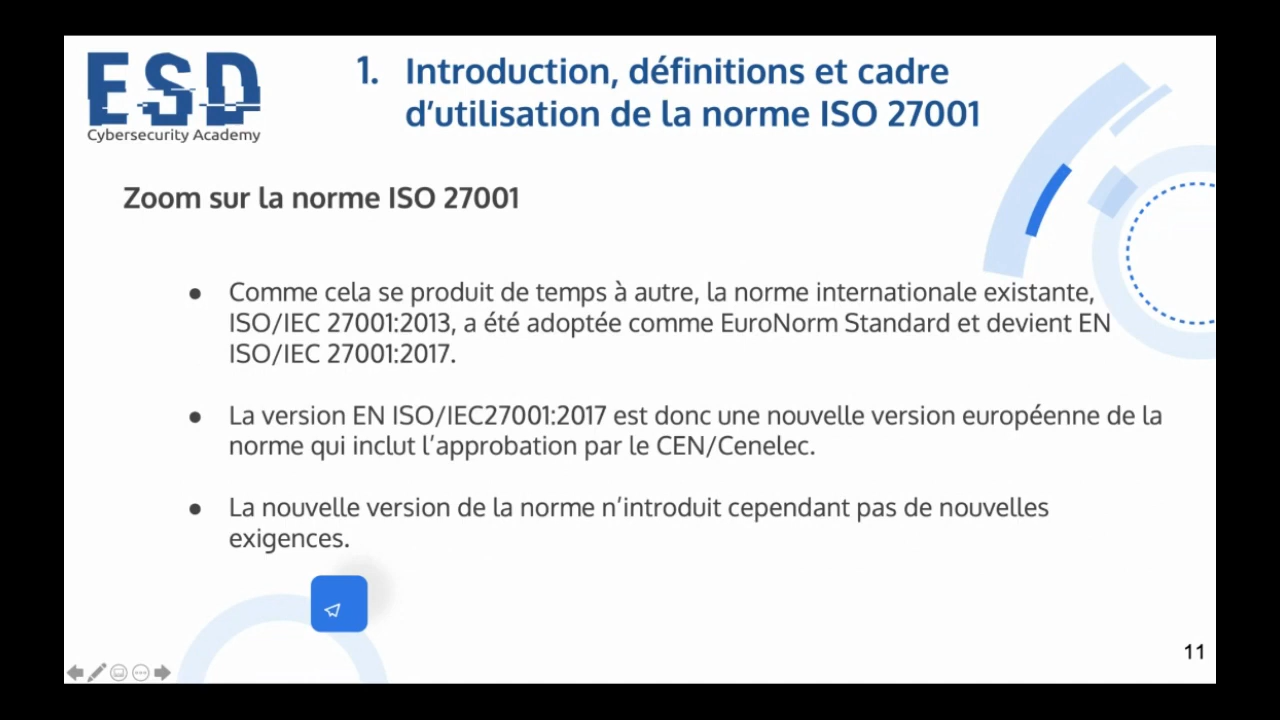 ESD
Cybersecurity Academy
1. Introduction, définitions et cadre
d’utilisation de la norme ISO 27001
Zoom sur la norme ISO 27001
● Comme cela se produit de temps à autre, la norme internationale existante,
ISO/IEC 27001:2013, a été adoptée comme EuroNorm Standard et devient EN
ISO/IEC 27001:2017.
● La version EN ISO/IEC27001:2017 est donc une nouvelle version européenne de la
norme qui inclut l’approbation par le CEN/Cenelec.
● La nouvelle version de la norme n’introduit cependant pas de nouvelles
exigences.
11